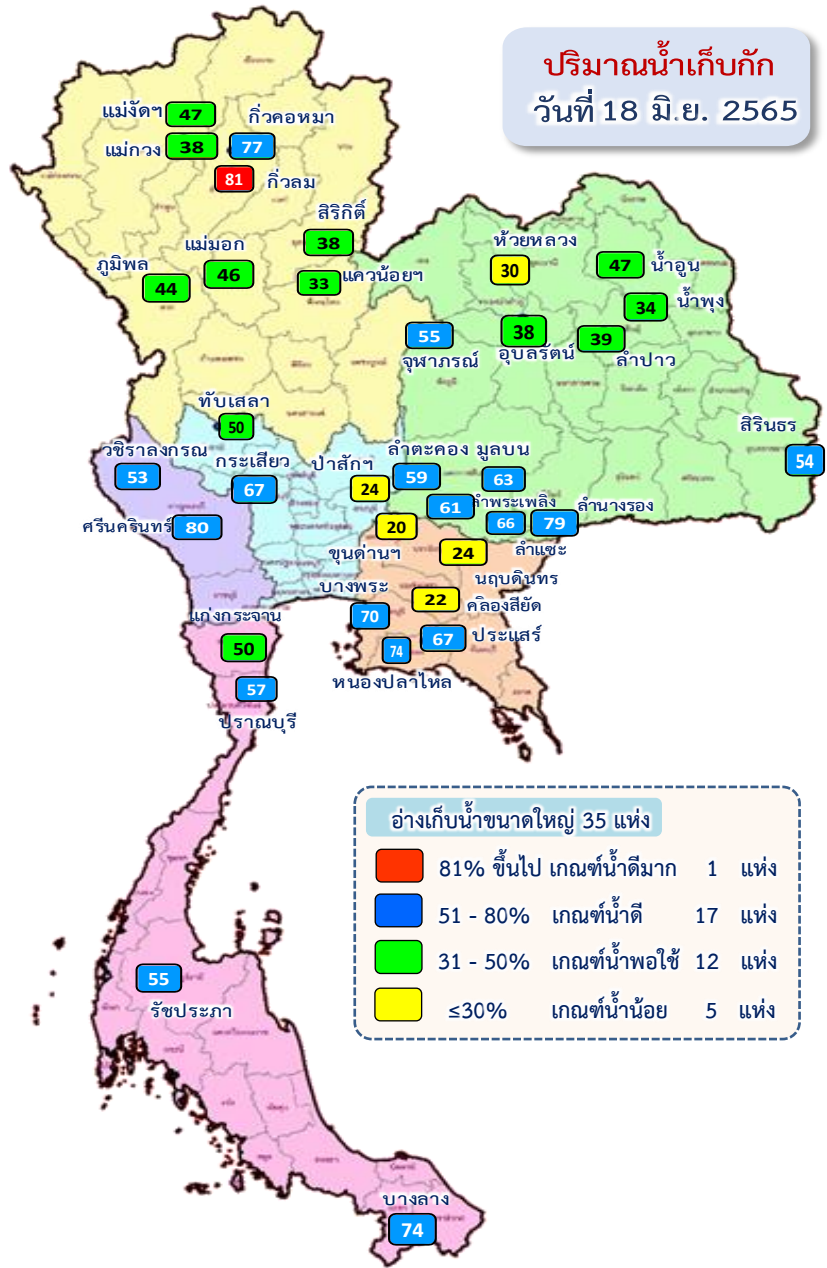 ปริมาณน้ำเก็บกัก
วันที่ 18 มิ.ย. 2565
แม่งัดฯ 47
กิ่วคอหมา
แม่กวง 38 77
81 กิ่วลม
สิริกิติ์
38
แม่มอก
46
ภูมิพล
44
33 แควน้อยฯ
ห้วยหลวง
30
47 น้ำอูน
34 น้ำพุง
55
จุฬาภรณ์
38
อุบลรัตน์
39
ลำปาว
ทับเสลา
50
สิรินธร
54
วชิราลงกรณ
53
กระเสียว
67
ป่าสักฯ
24
ลำตะคอง
59
มูลบน
63
61 ลำพระเพลิง
66
ลำแชะ
79 ลำนางรอง
ศรีนครินทร์ 80
20
ขุนด่านฯ
24
นฤบดินทร
22 คลองสียัด
บางพระ
70
67 ประแสร์
74
หนองปลาไหล
แก่งกระจาน
50
57
ปราณบุรี
อ่างเก็บน้ำขนาดใหญ่ 35 แห่ง
81% ขึ้นไป เกณฑ์น้ำดีมาก 1 แห่ง
51 - 80% เกณฑ์น้ำดี 17 แห่ง
31 - 50% เกณฑ์น้ำพอใช้ 12 แห่ง
≤30% เกณฑ์น้ำน้อย 5 แห่ง
55
รัชประภา
บางลาง
74